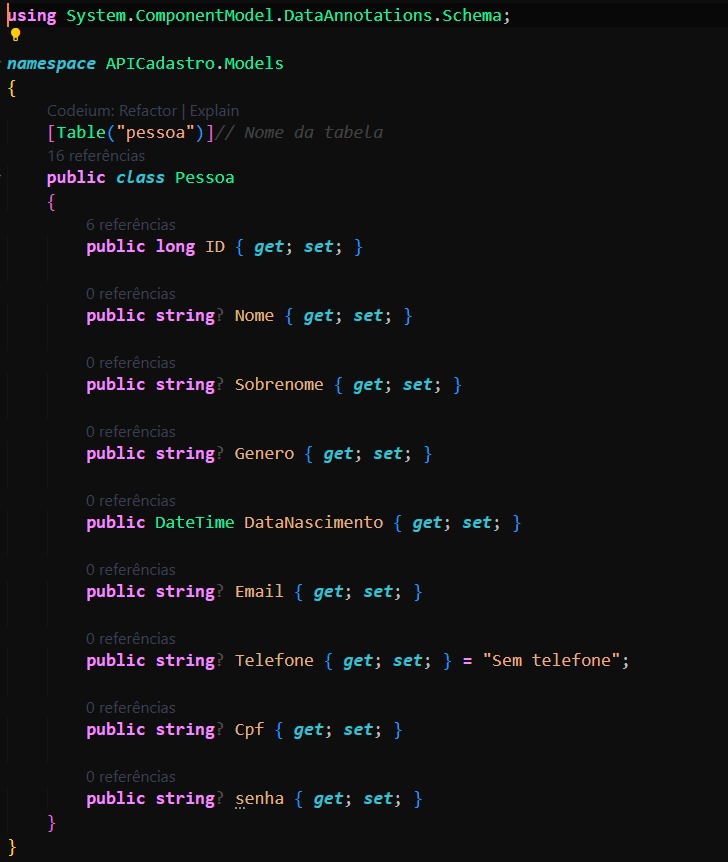 using System.ComponentModel.DataAnnotations.Schema;
namespace APICadastro.Models
{
Codeium: Refactor | Explain
[Table("pessoa")]// Nome da tabela
16 referências
public class Pessoa
{
6 referências
public long ID { get; set; }
0 referências
public string? Nome { get; set; }
0 referências
public string? Sobrenome { get; set; }
0 referências
public string? Genero { get; set; }
0 referências
public DateTime DataNascimento { get; set; }
0 referências
public string? Email { get; set; }
0 referências
public string? Telefone { get; set; } = "Sem telefone";
0 referências
public string? Cpf { get; set; }
0 referências
public string? senha { get; set; }
}
}